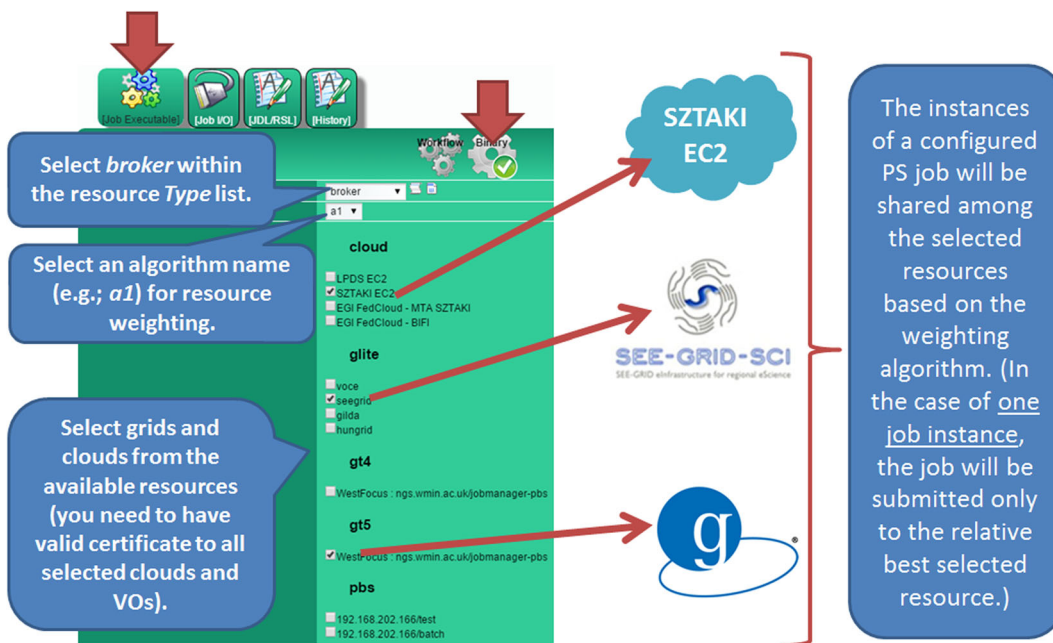 [Job Executable]
[Job I/O]
[JDL/RSL]
[History]
Workflow
Binary
Select broker within
the resource Type list.
broker
a1
Select an algorithm name
(e.g.; a1) for resource
weighting.
cloud
LPDS EC2
SZTAKI EC2
EGI FedCloud - MTA SZTAKI
EGI FedCloud - BIFI
glite
voce
seegrid
gilda
hungrid
gt4
WestFocus : ngs.wmin.ac.uk/jobmanager-pbs
gt5
WestFocus : ngs.wmin.ac.uk/jobmanager-pbs
pbs
192.168.202.166/test
192.168.202.166/batch
Select grids and
clouds from the
available resources
(you need to have
valid certificate to all
selected clouds and
VOs).
SZTAKI
EC2
SEE-GRID-SCI
SEE-GRID eInfrastructure for regional eScience
g
®
The instances
of a configured
PS job will be
shared among
the selected
resources
based on the
weighting
algorithm. (In
the case of one
job instance,
the job will be
submitted only
to the relative
best selected
resource.)